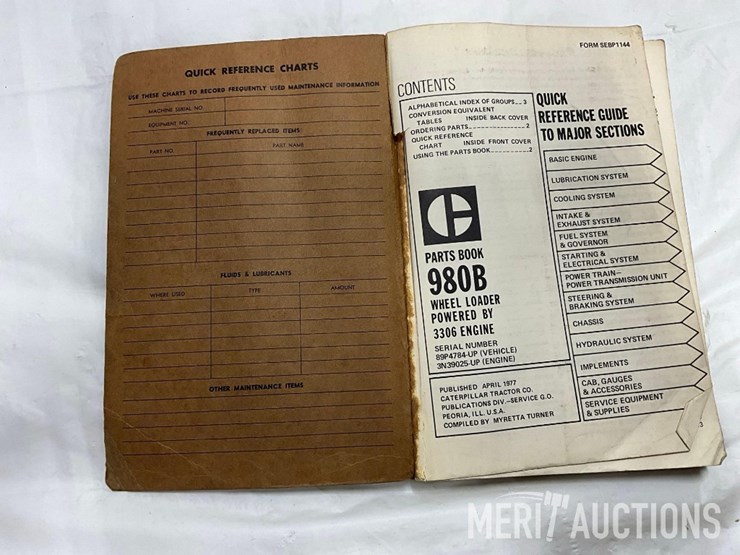 QUICK REFERENCE CHARTS
USE THESE CHARTS TO RECORD FREQUENTLY USED MAINTENANCE INFORMATION
MACHINE SERIAL NO.
EQUIPMENT NO.
FREQUENTLY REPLACED ITEMS
PART NO. PART NAME
FLUIDS & LUBRICANTS
WHERE USED TYPE AMOUNT
OTHER MAINTENANCE ITEMS
FORM SEBP1144
CONTENTS
ALPHABETICAL INDEX OF GROUPS.... 3
CONVERSION EQUIVALENT
TABLES INSIDE BACK COVER
ORDERING PARTS 2
QUICK REFERENCE
CHART INSIDE FRONT COVER
USING THE PARTS BOOK 2
PARTS BOOK
980B
WHEEL LOADER
POWERED BY
3306 ENGINE
SERIAL NUMBER
89P4784-UP (VEHICLE)
3N39025-UP (ENGINE)
PUBLISHED APRIL 1977
CATERPILLAR TRACTOR CO.
PUBLICATIONS DIV.–SERVICE G.O.
PEORIA, ILL. U.S.A.
COMPILED BY MYRETTA TURNER
QUICK
REFERENCE GUIDE
TO MAJOR SECTIONS
BASIC ENGINE
LUBRICATION SYSTEM
COOLING SYSTEM
INTAKE &
EXHAUST SYSTEM
FUEL SYSTEM
& GOVERNOR
STARTING &
ELECTRICAL SYSTEM
POWER TRAIN–
POWER TRANSMISSION UNIT
STEERING &
BRAKING SYSTEM
CHASSIS
HYDRAULIC SYSTEM
IMPLEMENTS
CAB, GAUGES
& ACCESSORIES
SERVICE EQUIPMENT
& SUPPLIES
3
MERIT AUCTIONS